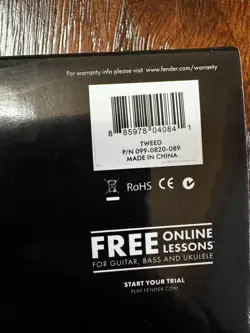 For warranty info please visit - www.fender.com/warranty
8 85978 04084 1
TWEED
P/N 099-0820-089
MADE IN CHINA
RoHS CE
FREE ONLINE LESSONS
FOR GUITAR, BASS AND UKULELE
START YOUR TRIAL
PLAY.FENDER.COM